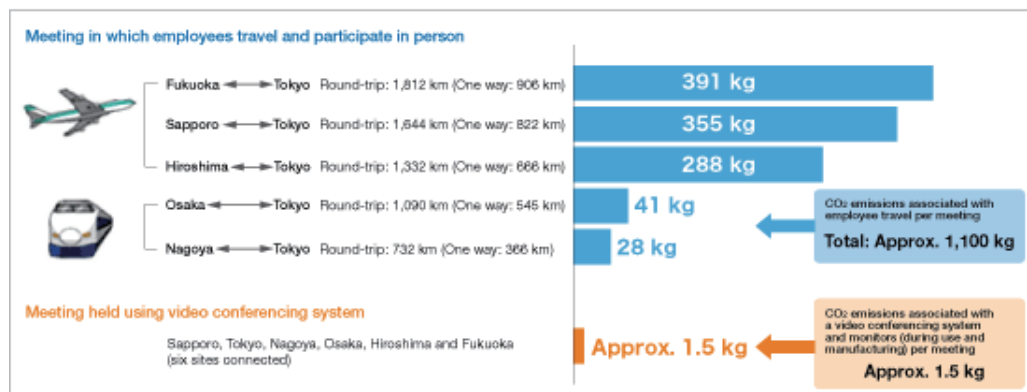 Meeting in which employees travel and participate in person
Fukuoka Tokyo Round-trip: 1,812 km (One way: 906 km) 391 kg
Sapporo Tokyo Round-trip: 1,644 km (One way: 822 km) 355 kg
Hiroshima Tokyo Round-trip: 1,332 km (One way: 666 km) 288 kg
Osaka Tokyo Round-trip: 1,090 km (One way: 545 km) 41 kg
Nagoya Tokyo Round-trip: 732 km (One way: 366 km) 28 kg
CO₂ emissions associated with
employee travel per meeting
Total: Approx. 1,100 kg
Meeting held using video conferencing system
Sapporo, Tokyo, Nagoya, Osaka, Hiroshima and Fukuoka
(six sites connected)
Approx. 1.5 kg
CO₂ emissions associated with
a video conferencing system
and monitors (during use and
manufacturing) per meeting
Approx. 1.5 kg